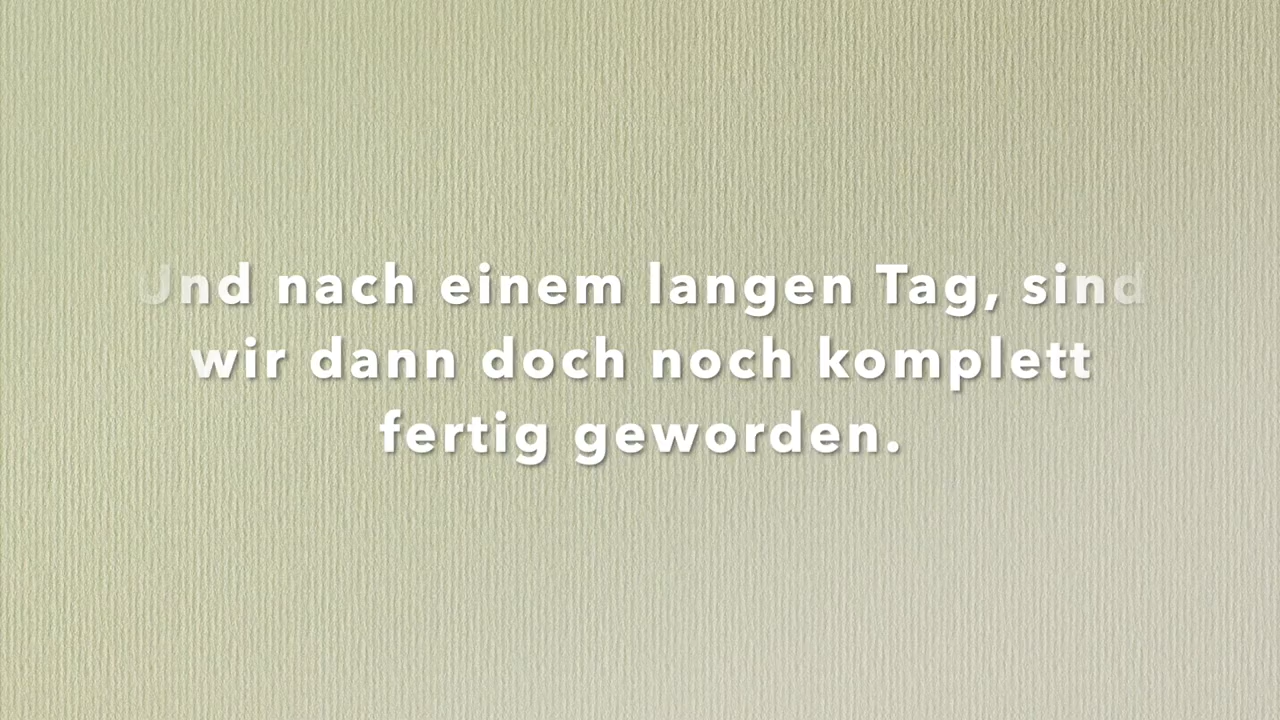 Und nach einem langen Tag, sind
wir dann doch noch komplett
fertig geworden.